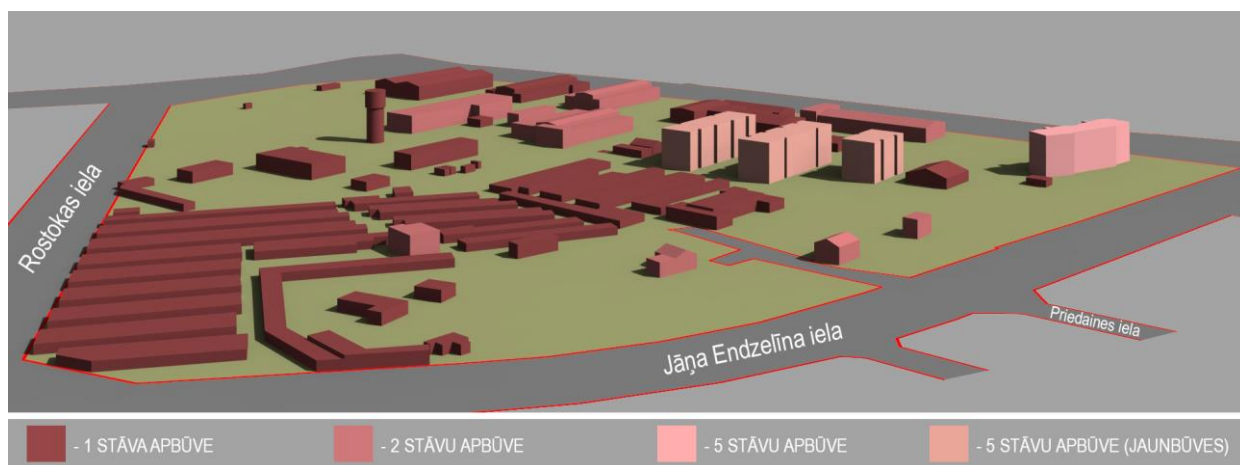 Rostokas iela
Jāņa Endzelīna iela
Priedaines iela
- 1 STĀVA APBŪVE
- 2 STĀVU APBŪVE
- 5 STĀVU APBŪVE
- 5 STĀVU APBŪVE (JAUNBŪVES)